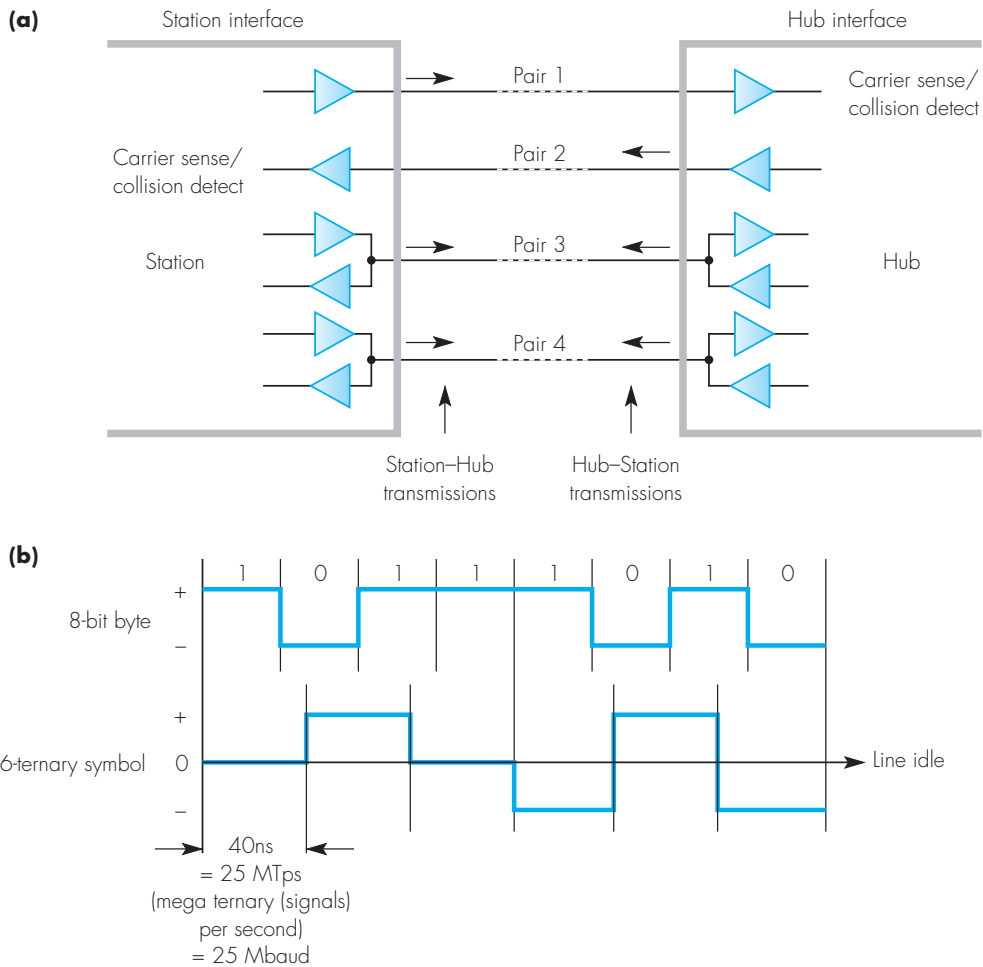 (a)
Station interface
Hub interface
Pair 1
Carrier sense/
collision detect
Pair 2
Carrier sense/
collision detect
Station
Pair 3
Hub
Pair 4
Station–Hub
transmissions
Hub–Station
transmissions
(b)
1 0 1 1 1 0 1 0
+
8-bit byte
–
+
6-ternary symbol 0
Line idle
–
40ns
= 25 MTps
(mega ternary (signals)
per second)
= 25 Mbaud